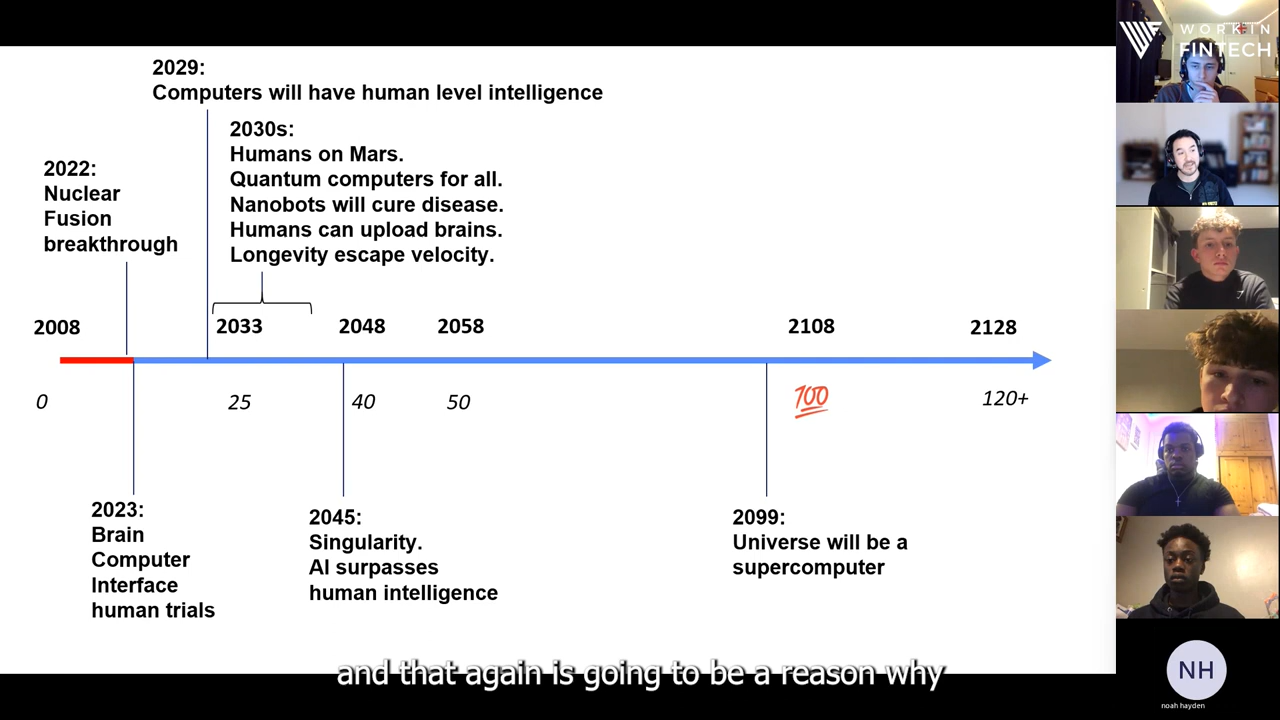 2029:
Computers will have human level intelligence
2030s:
Humans on Mars.
Quantum computers for all.
Nanobots will cure disease.
Humans can upload brains.
Longevity escape velocity.
2022:
Nuclear
Fusion
breakthrough
2008
2033
2048
2058
2108
2128
0
25
40
50
100
120+
2023:
Brain
Computer
Interface
human trials
2045:
Singularity.
AI surpasses
human intelligence
2099:
Universe will be a
supercomputer
and that again is going to be a reason why
WORKIN
FINTECH
NH
noah hayden